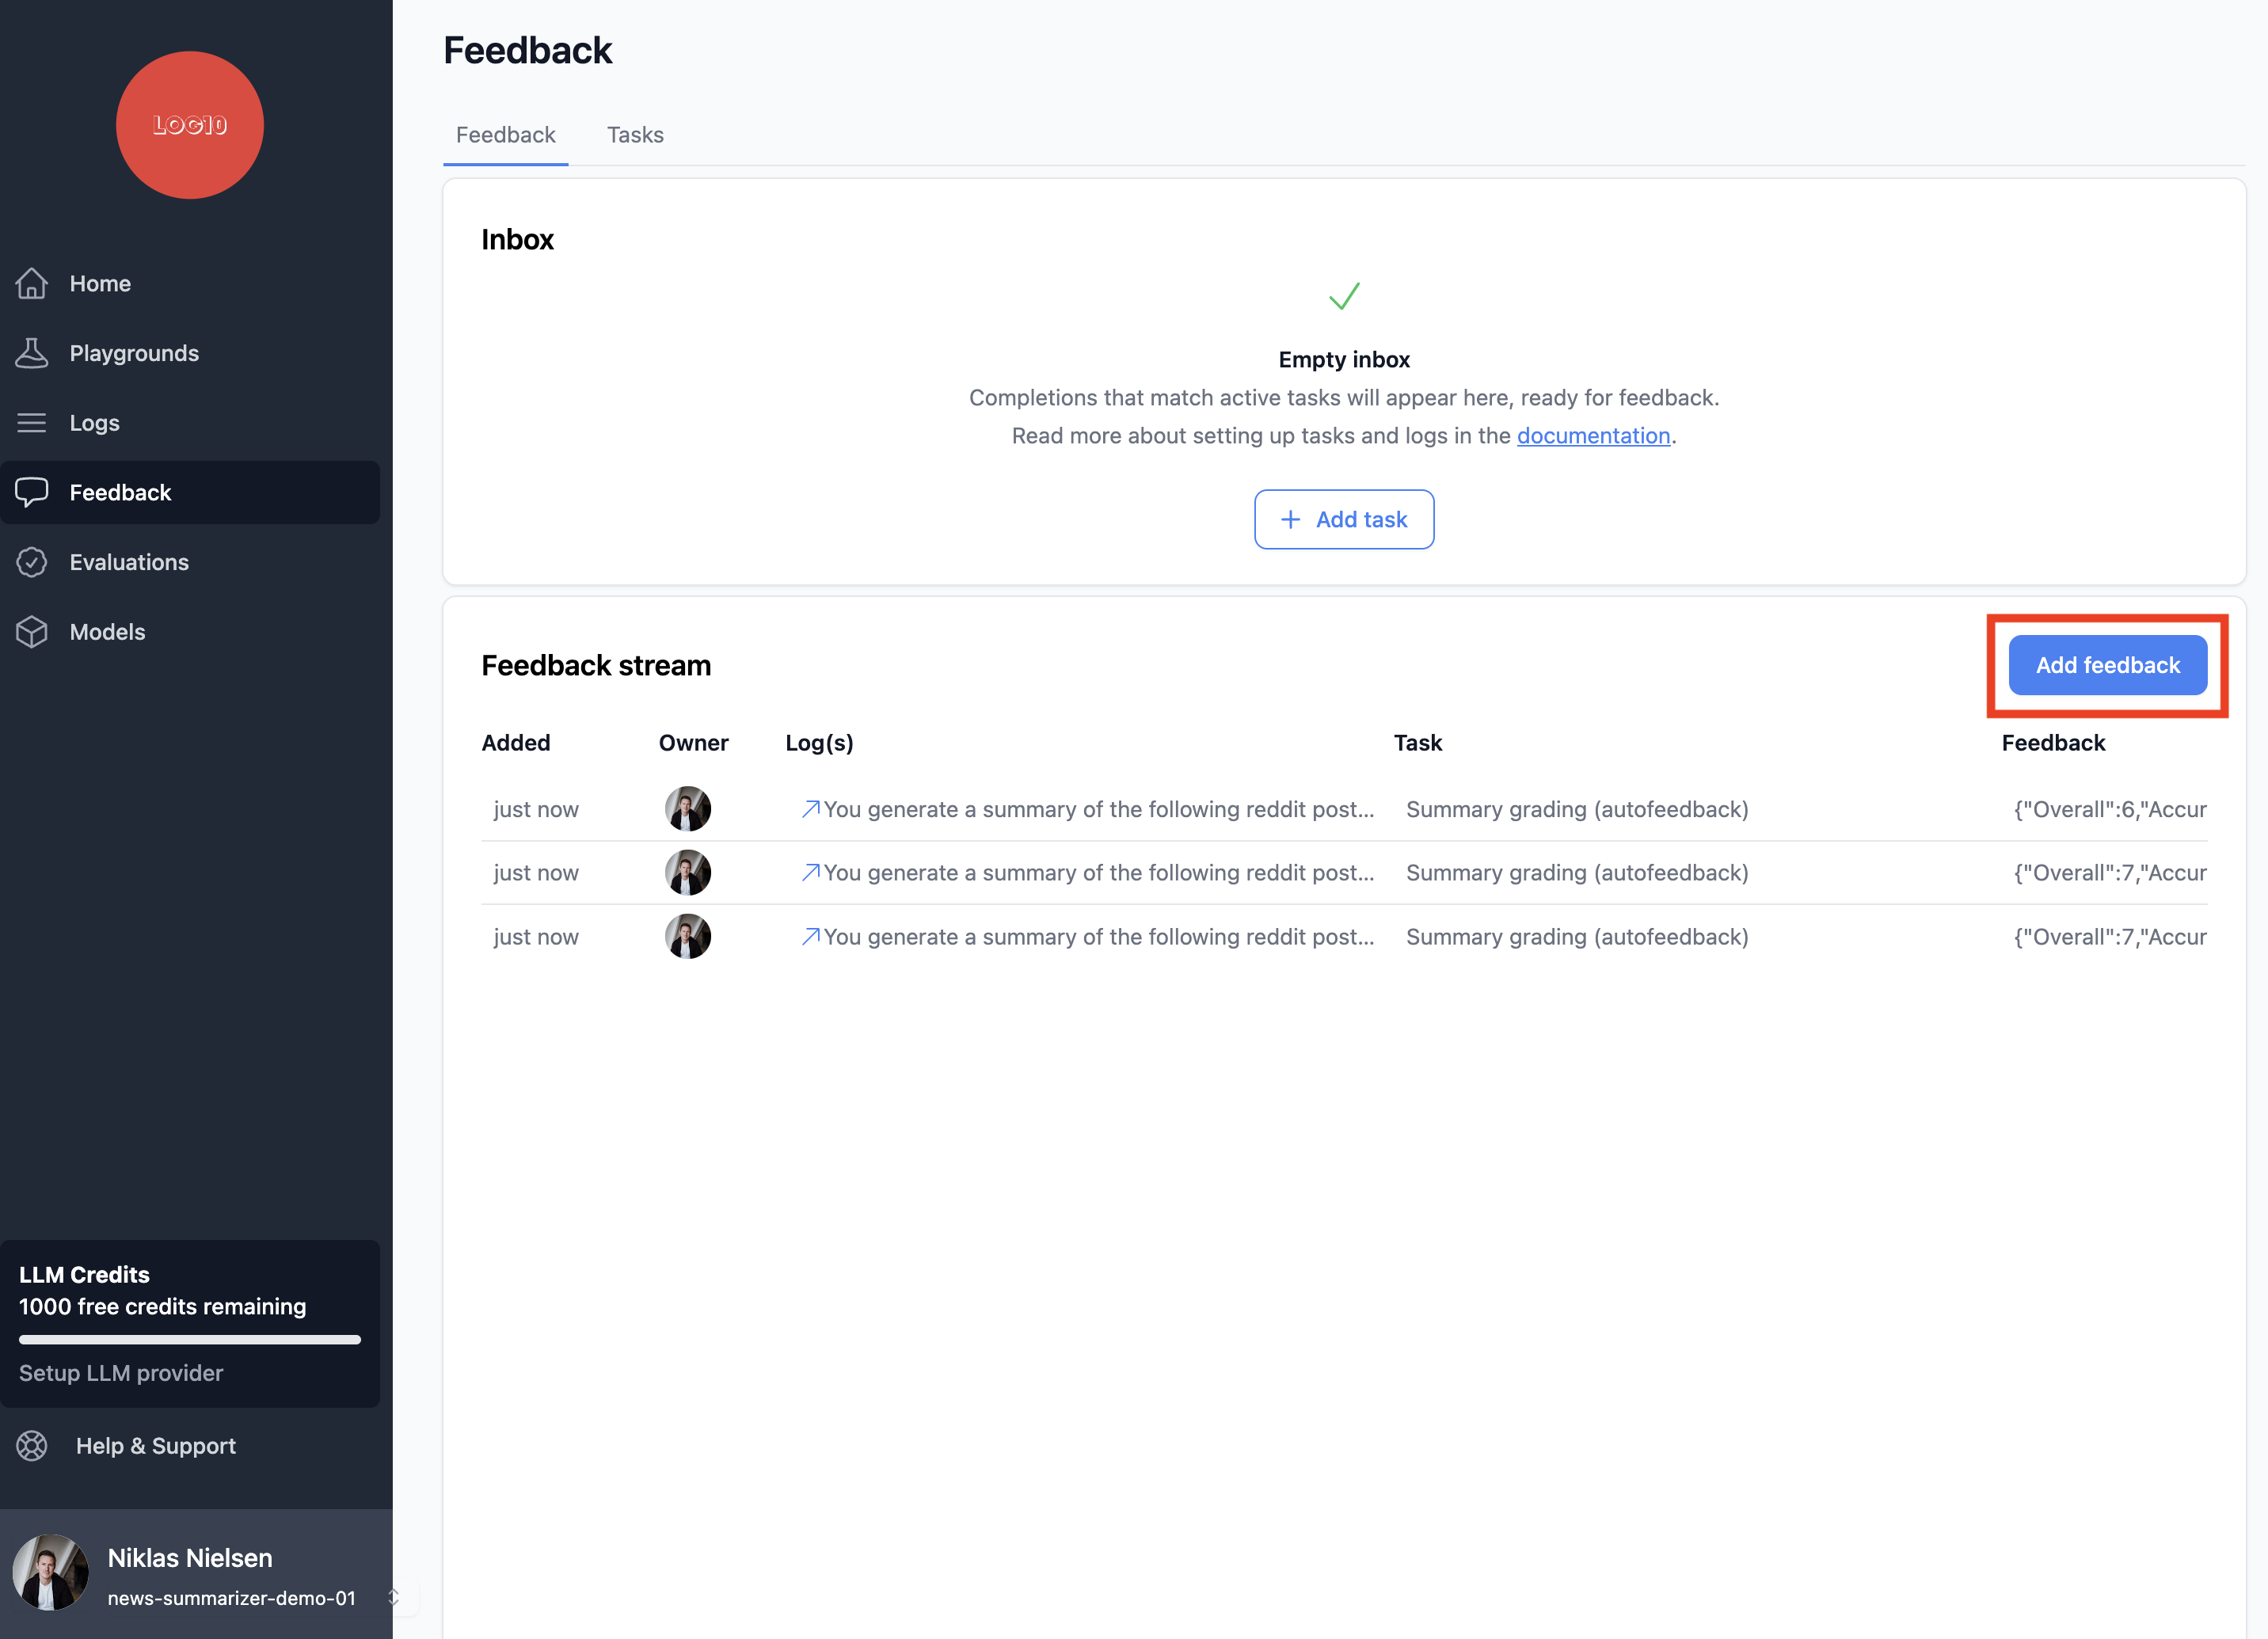 LOG10
Home
Playgrounds
Logs
Feedback
Evaluations
Models
LLM Credits
1000 free credits remaining
Setup LLM provider
Help & Support
Niklas Nielsen
news-summarizer-demo-01
Feedback
Feedback Tasks
Inbox
Empty inbox
Completions that match active tasks will appear here, ready for feedback.
Read more about setting up tasks and logs in the documentation.
Add task
Feedback stream
Add feedback
Added Owner Log(s) Task Feedback
just now You generate a summary of the following reddit post... Summary grading (autofeedback) {"Overall":6,"Accur
just now You generate a summary of the following reddit post... Summary grading (autofeedback) {"Overall":7,"Accur
just now You generate a summary of the following reddit post... Summary grading (autofeedback) {"Overall":7,"Accur